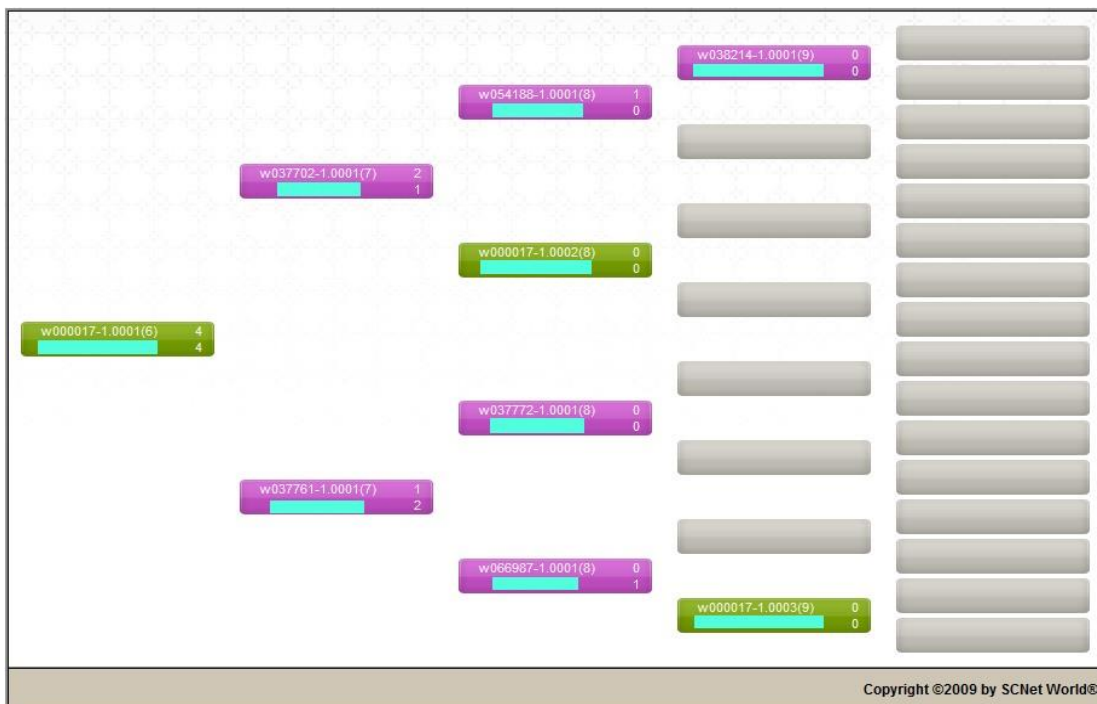 w038214-1.0001(9) 0
0
w054188-1.0001(8) 1
0
w037702-1.0001(7) 2
1
w000017-1.0002(8) 0
0
w000017-1.0001(6) 4
4
w037772-1.0001(8) 0
0
w037761-1.0001(7) 1
2
w066987-1.0001(8) 0
1
w000017-1.0003(9) 0
0
Copyright ©2009 by SCNet World®